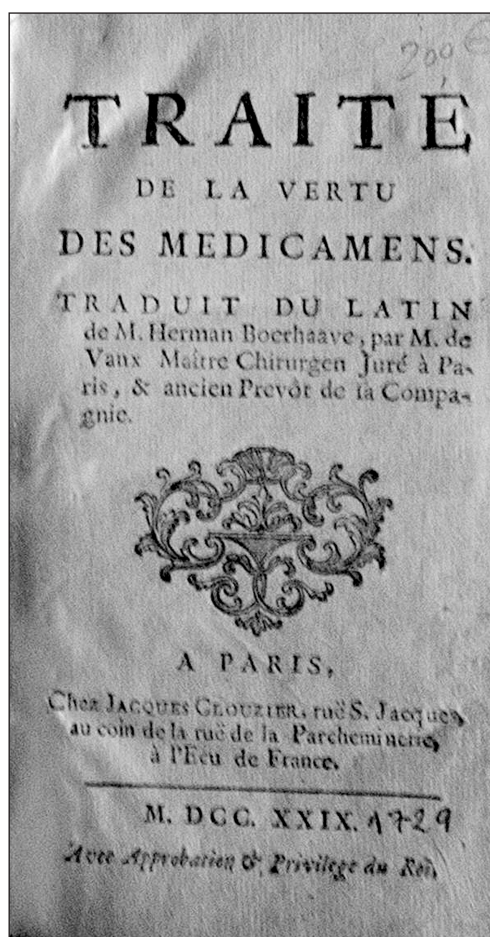 200
TRAITÉ
DE LA VERTU
DES MEDICAMENS.
TRADUIT DU LATIN
de M. Herman Boerhaave, par M. de
Vaux Maître Chirurgen Juré à Pa-
ris, & ancien Prevôt de sa Compa-
gnie.
A PARIS,
Chez JACQUES CLOUZIER, ruë S. Jacques,
au coin de la ruë de la Parcheminerie,
à l'Ecu de France.
M. DCC. XXIX. 1729
Avec Approbation & Privilege du Roi.